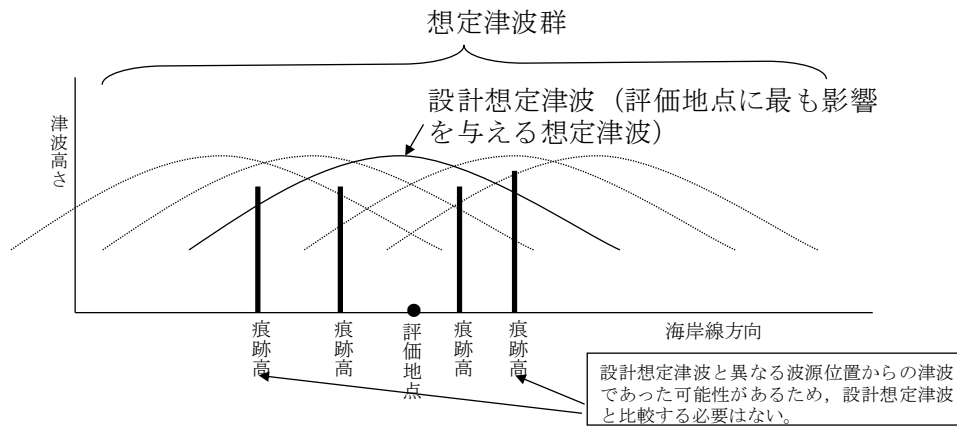 想定津波群
設計想定津波（評価地点に最も影響
を与える想定津波）
津波高さ
痕跡高
痕跡高
評価地点
痕跡高
痕跡高
海岸線方向
設計想定津波と異なる波源位置からの津波
であった可能性があるため，設計想定津波
と比較する必要はない。